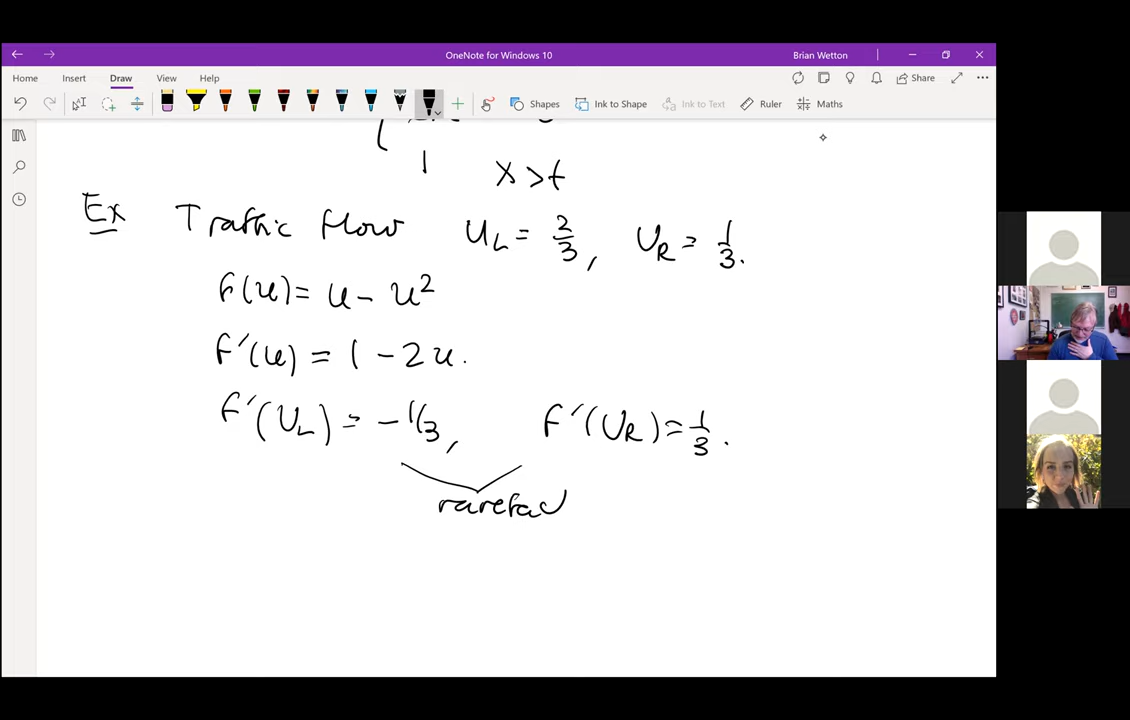 OneNote for Windows 10
Brian Wetton
Home Insert Draw View Help
Share
Shapes Ink to Shape Ink to Text Ruler Maths
1 x>t
Ex Traffic flow u_L = 2/3, U_R = 1/3.
f(u) = u - u²
f'(u) = 1 - 2u.
f'(U_L) = -1/3, f'(U_R) = 1/3.
rarefac